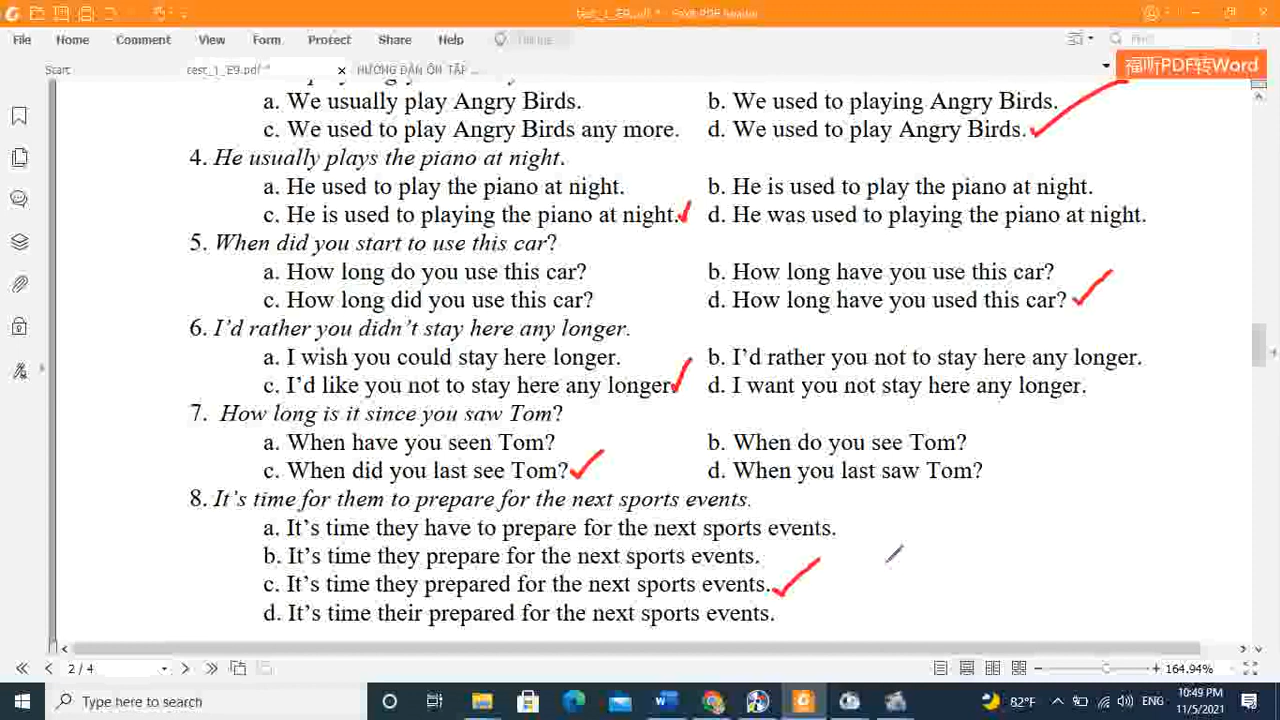 File Home Comment View Form Protect Share Help
Start test_1_E9.pdf * HƯỚNG DẪN ÔN TẬP ...
福昕PDF转Word
a. We usually play Angry Birds. b. We used to playing Angry Birds.
c. We used to play Angry Birds any more. d. We used to play Angry Birds.
4. He usually plays the piano at night.
a. He used to play the piano at night. b. He is used to play the piano at night.
c. He is used to playing the piano at night. d. He was used to playing the piano at night.
5. When did you start to use this car?
a. How long do you use this car? b. How long have you use this car?
c. How long did you use this car? d. How long have you used this car?
6. I’d rather you didn’t stay here any longer.
a. I wish you could stay here longer. b. I’d rather you not to stay here any longer.
c. I’d like you not to stay here any longer d. I want you not stay here any longer.
7. How long is it since you saw Tom?
a. When have you seen Tom? b. When do you see Tom?
c. When did you last see Tom? d. When you last saw Tom?
8. It’s time for them to prepare for the next sports events.
a. It’s time they have to prepare for the next sports events.
b. It’s time they prepare for the next sports events.
c. It’s time they prepared for the next sports events.
d. It’s time their prepared for the next sports events.
2 / 4 164.94%
Type here to search 82°F 10:49 PM
11/5/2021